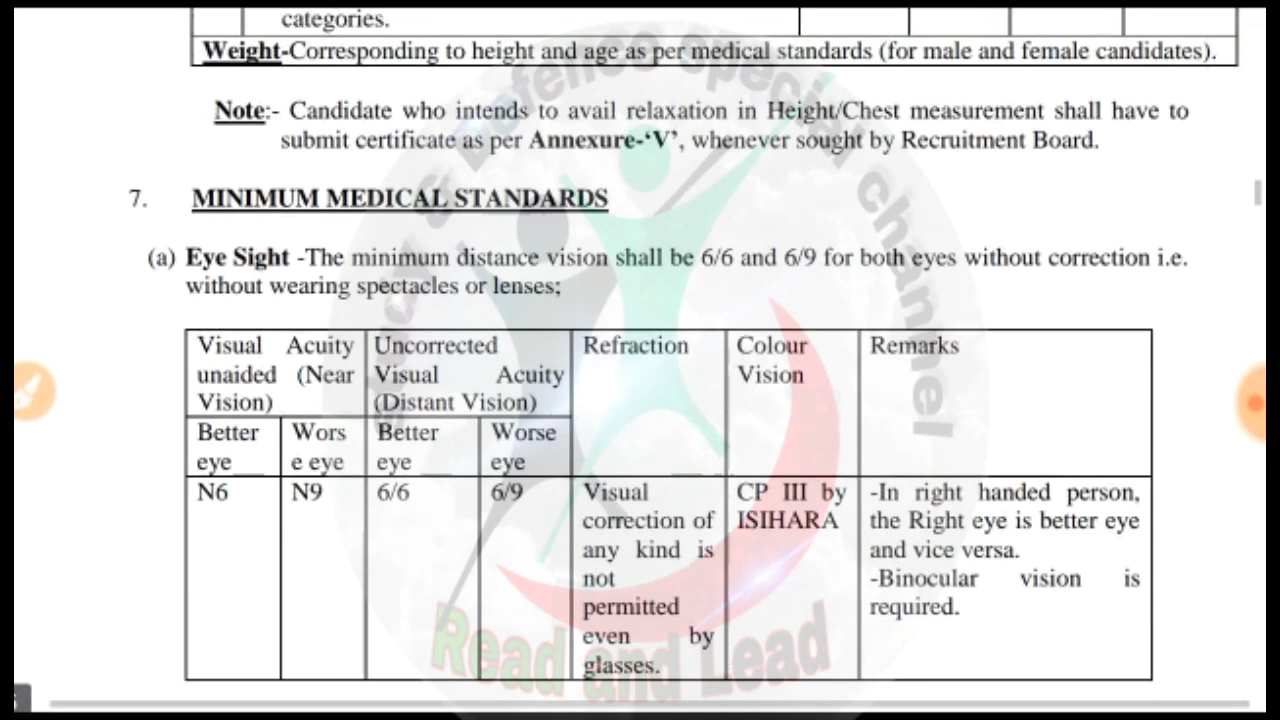 categories.
Weight-Corresponding to height and age as per medical standards (for male and female candidates).
Note:- Candidate who intends to avail relaxation in Height/Chest measurement shall have to
submit certificate as per Annexure-‘V’, whenever sought by Recruitment Board.
7. MINIMUM MEDICAL STANDARDS
(a) Eye Sight -The minimum distance vision shall be 6/6 and 6/9 for both eyes without correction i.e.
without wearing spectacles or lenses;
Visual Acuity
unaided (Near
Vision)
Uncorrected
Visual Acuity
(Distant Vision)
Refraction
Colour
Vision
Remarks
Better
eye
Wors
e eye
Better
eye
Worse
eye
N6
N9
6/6
6/9
Visual
correction of
any kind is
not
permitted
even by
glasses.
CP III by
ISIHARA
-In right handed person,
the Right eye is better eye
and vice versa.
-Binocular vision is
required.
study & Defence special channel
Read and Lead